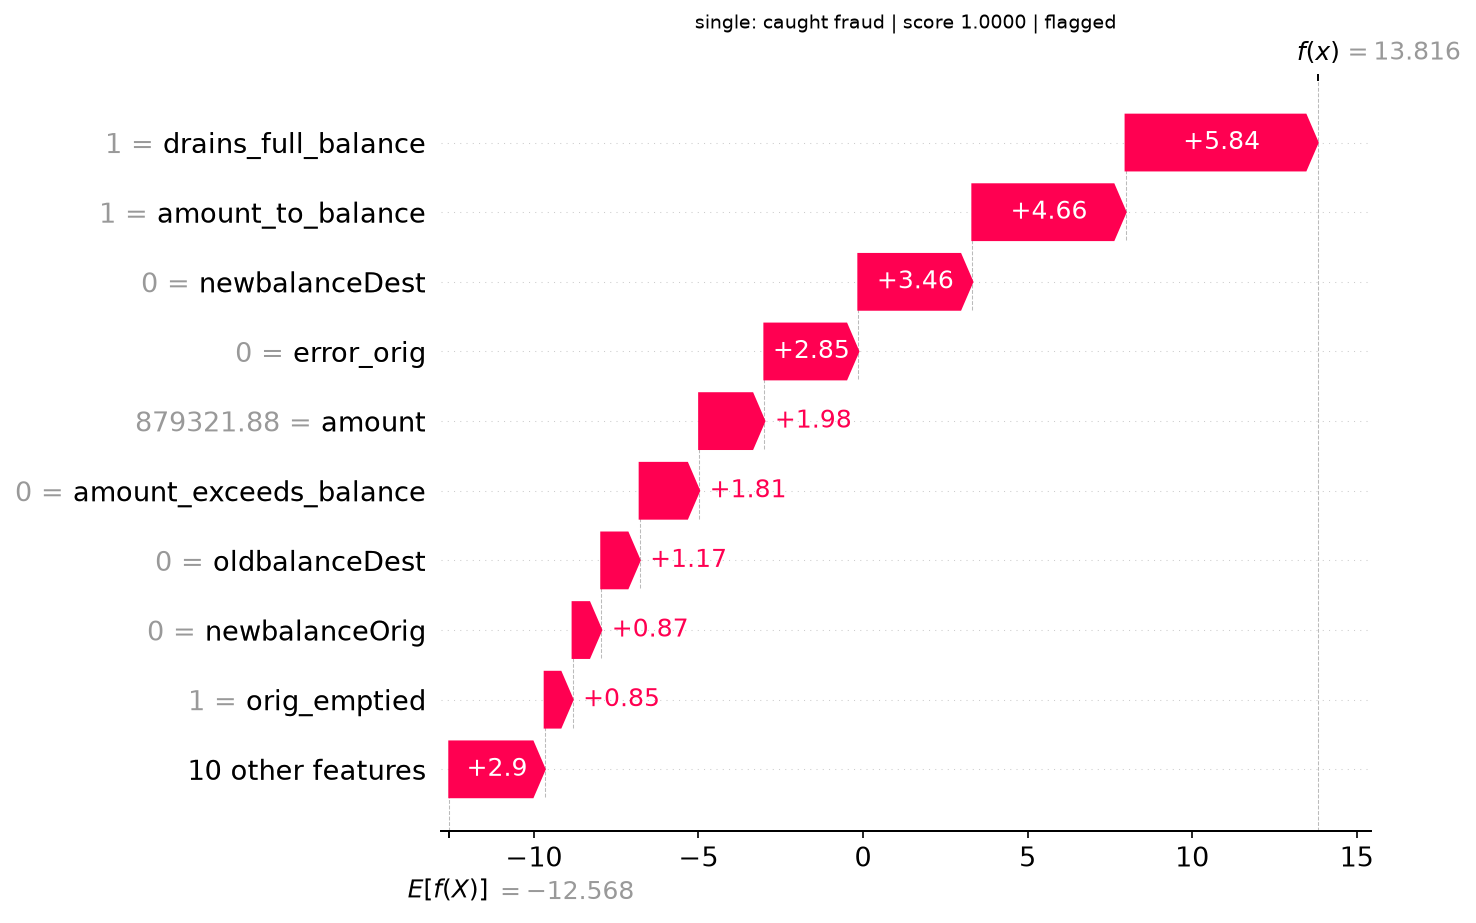 single: caught fraud | score 1.0000 | flagged
f(x) = 13.816
1 = drains_full_balance +5.84
1 = amount_to_balance +4.66
0 = newbalanceDest +3.46
0 = error_orig +2.85
879321.88 = amount +1.98
0 = amount_exceeds_balance +1.81
0 = oldbalanceDest +1.17
0 = newbalanceOrig +0.87
1 = orig_emptied +0.85
10 other features +2.9
−10 −5 0 5 10 15
E[f(X)] = −12.568